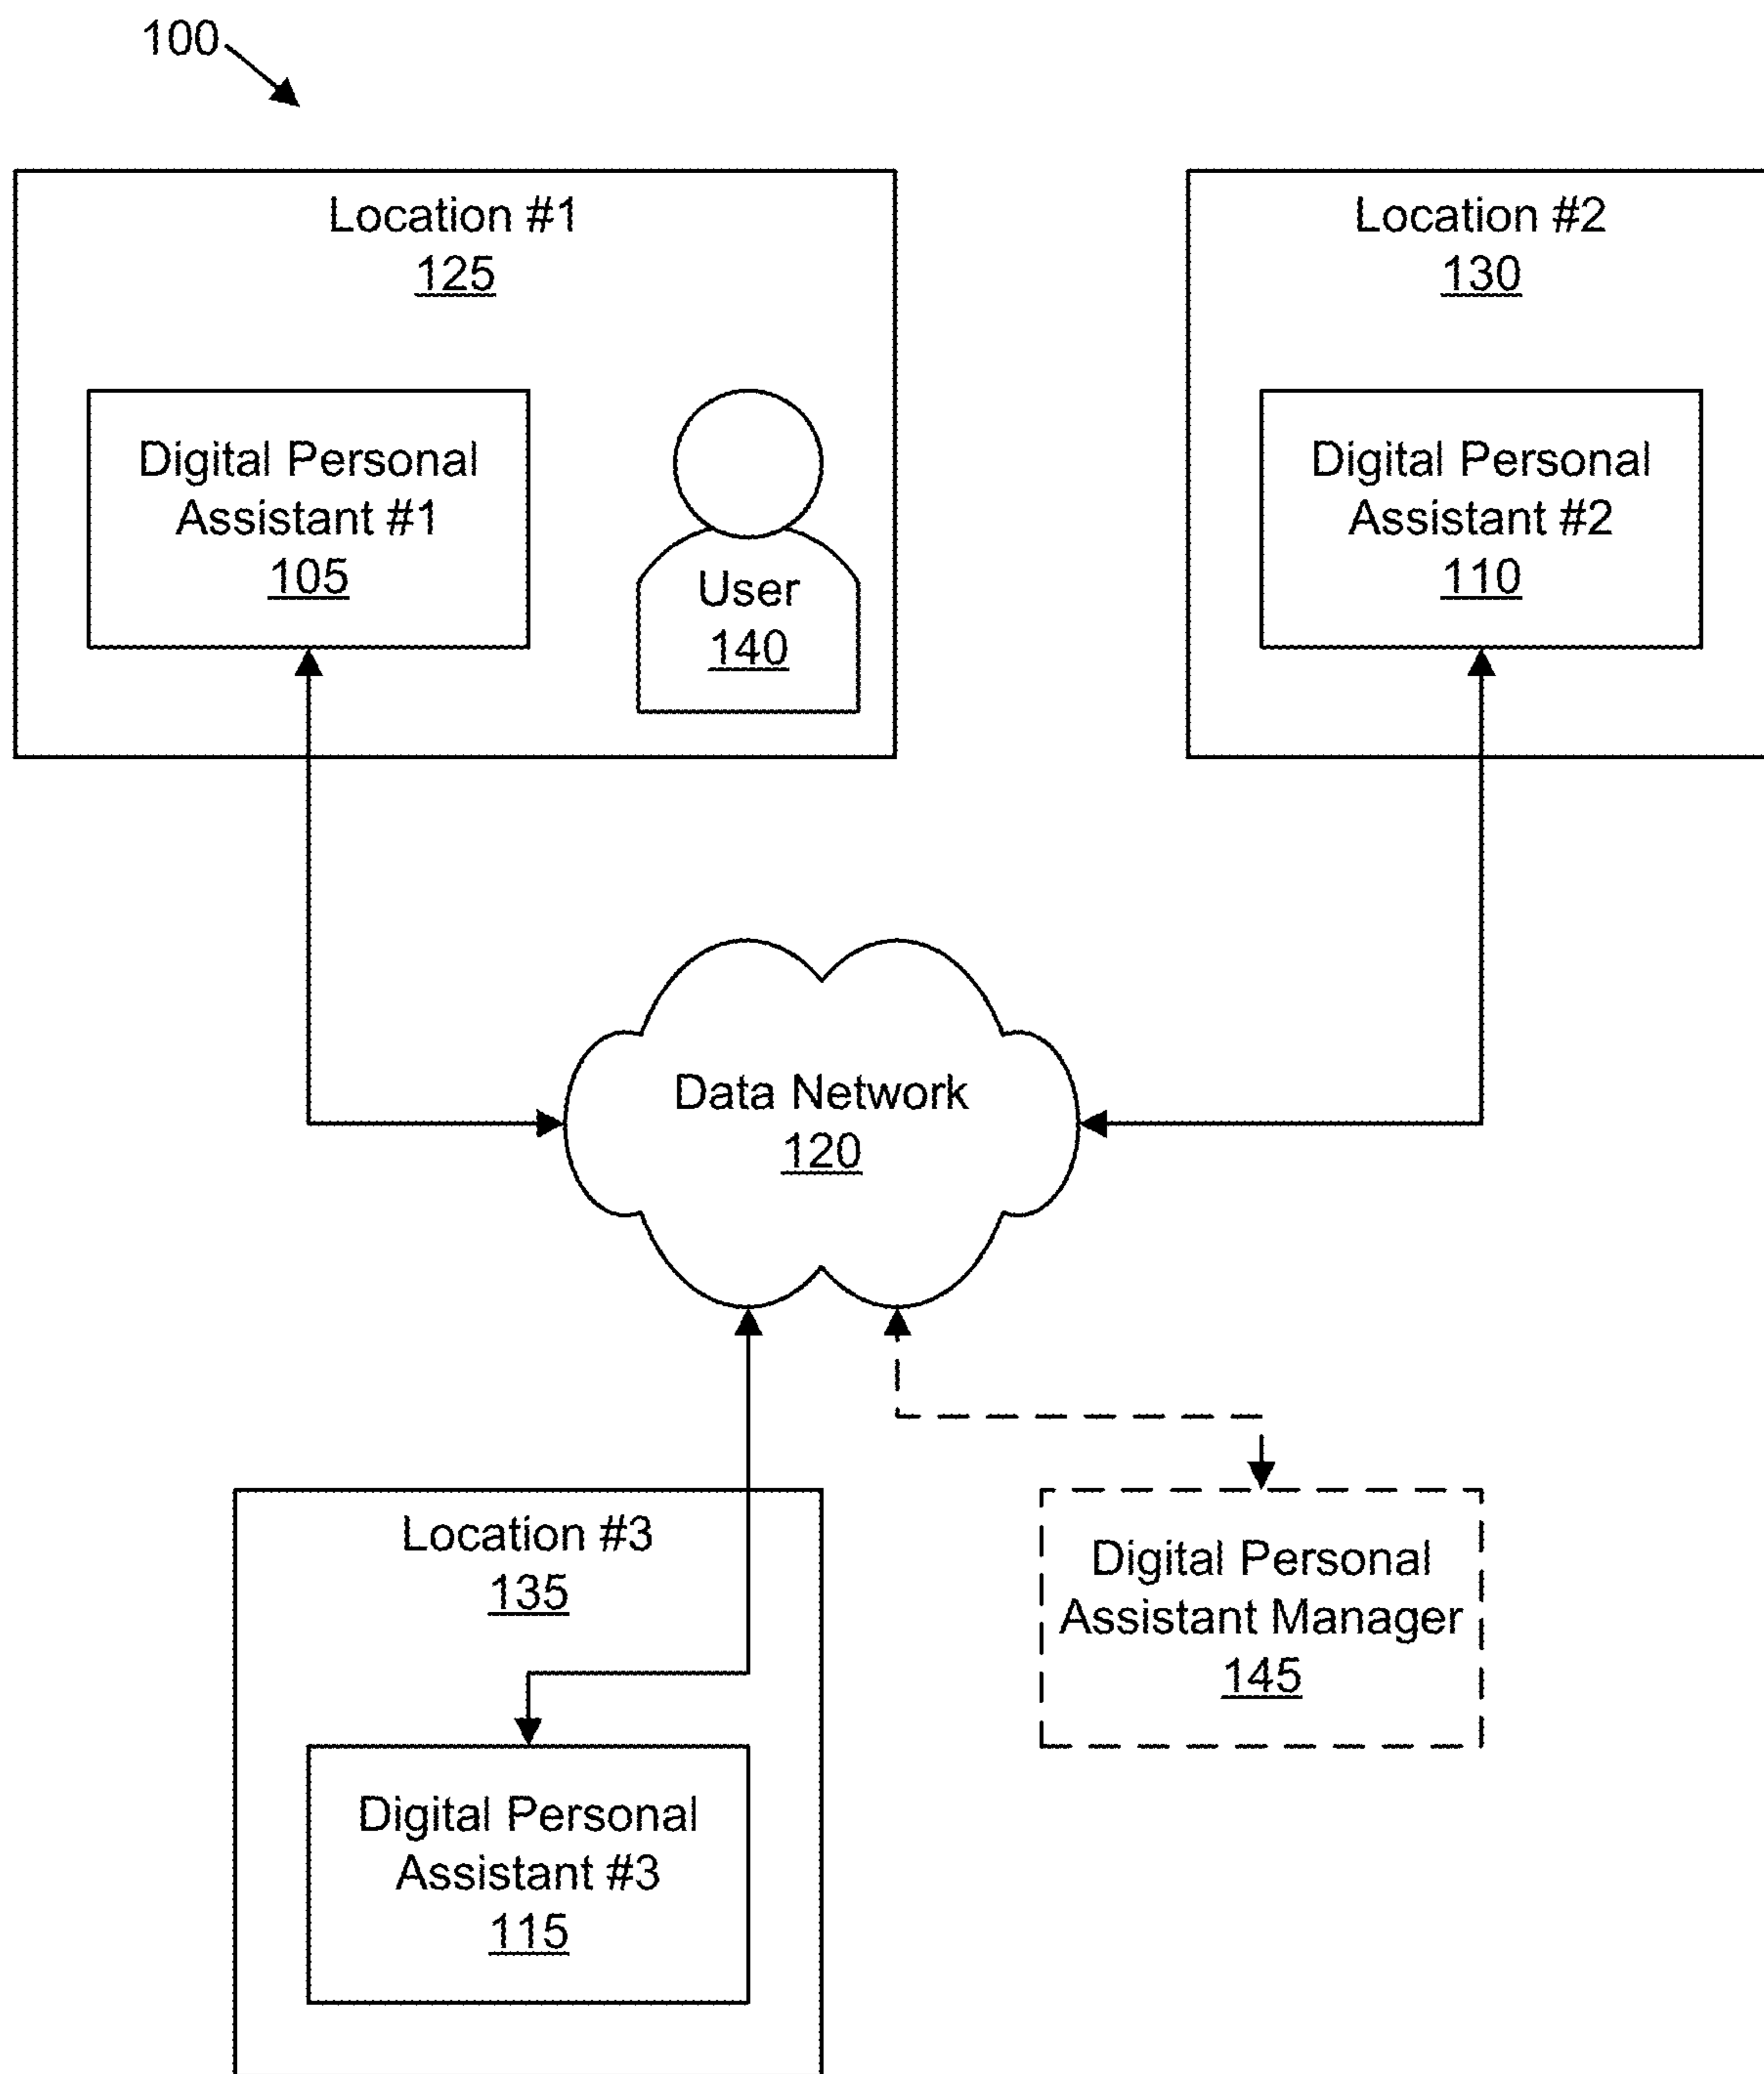 100
Location #1
125
Digital Personal
Assistant #1
105
User
140
Location #2
130
Digital Personal
Assistant #2
110
Data Network
120
Location #3
135
Digital Personal
Assistant #3
115
Digital Personal
Assistant Manager
145